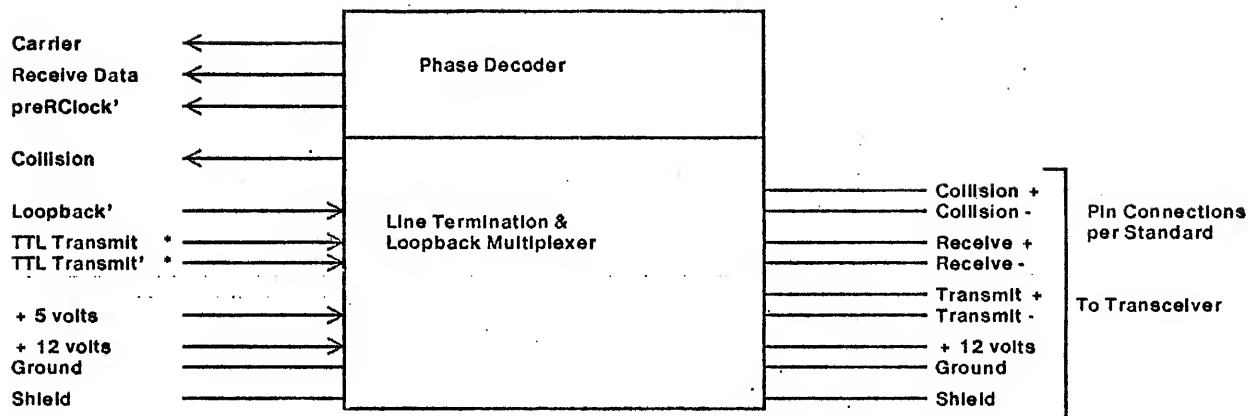 Carrier
Receive Data
preRClock'
Collision
Loopback'
TTL Transmit *
TTL Transmit' *
+ 5 volts
+ 12 volts
Ground
Shield
Phase Decoder
Line Termination &
Loopback Multiplexer
Collision +
Collision -
Receive +
Receive -
Transmit +
Transmit -
+ 12 volts
Ground
Shield
Pin Connections
per Standard
To Transceiver